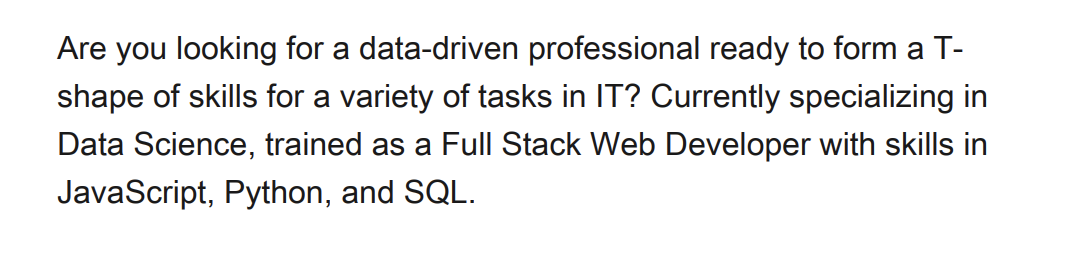 Are you looking for a data-driven professional ready to form a T-
shape of skills for a variety of tasks in IT? Currently specializing in
Data Science, trained as a Full Stack Web Developer with skills in
JavaScript, Python, and SQL.